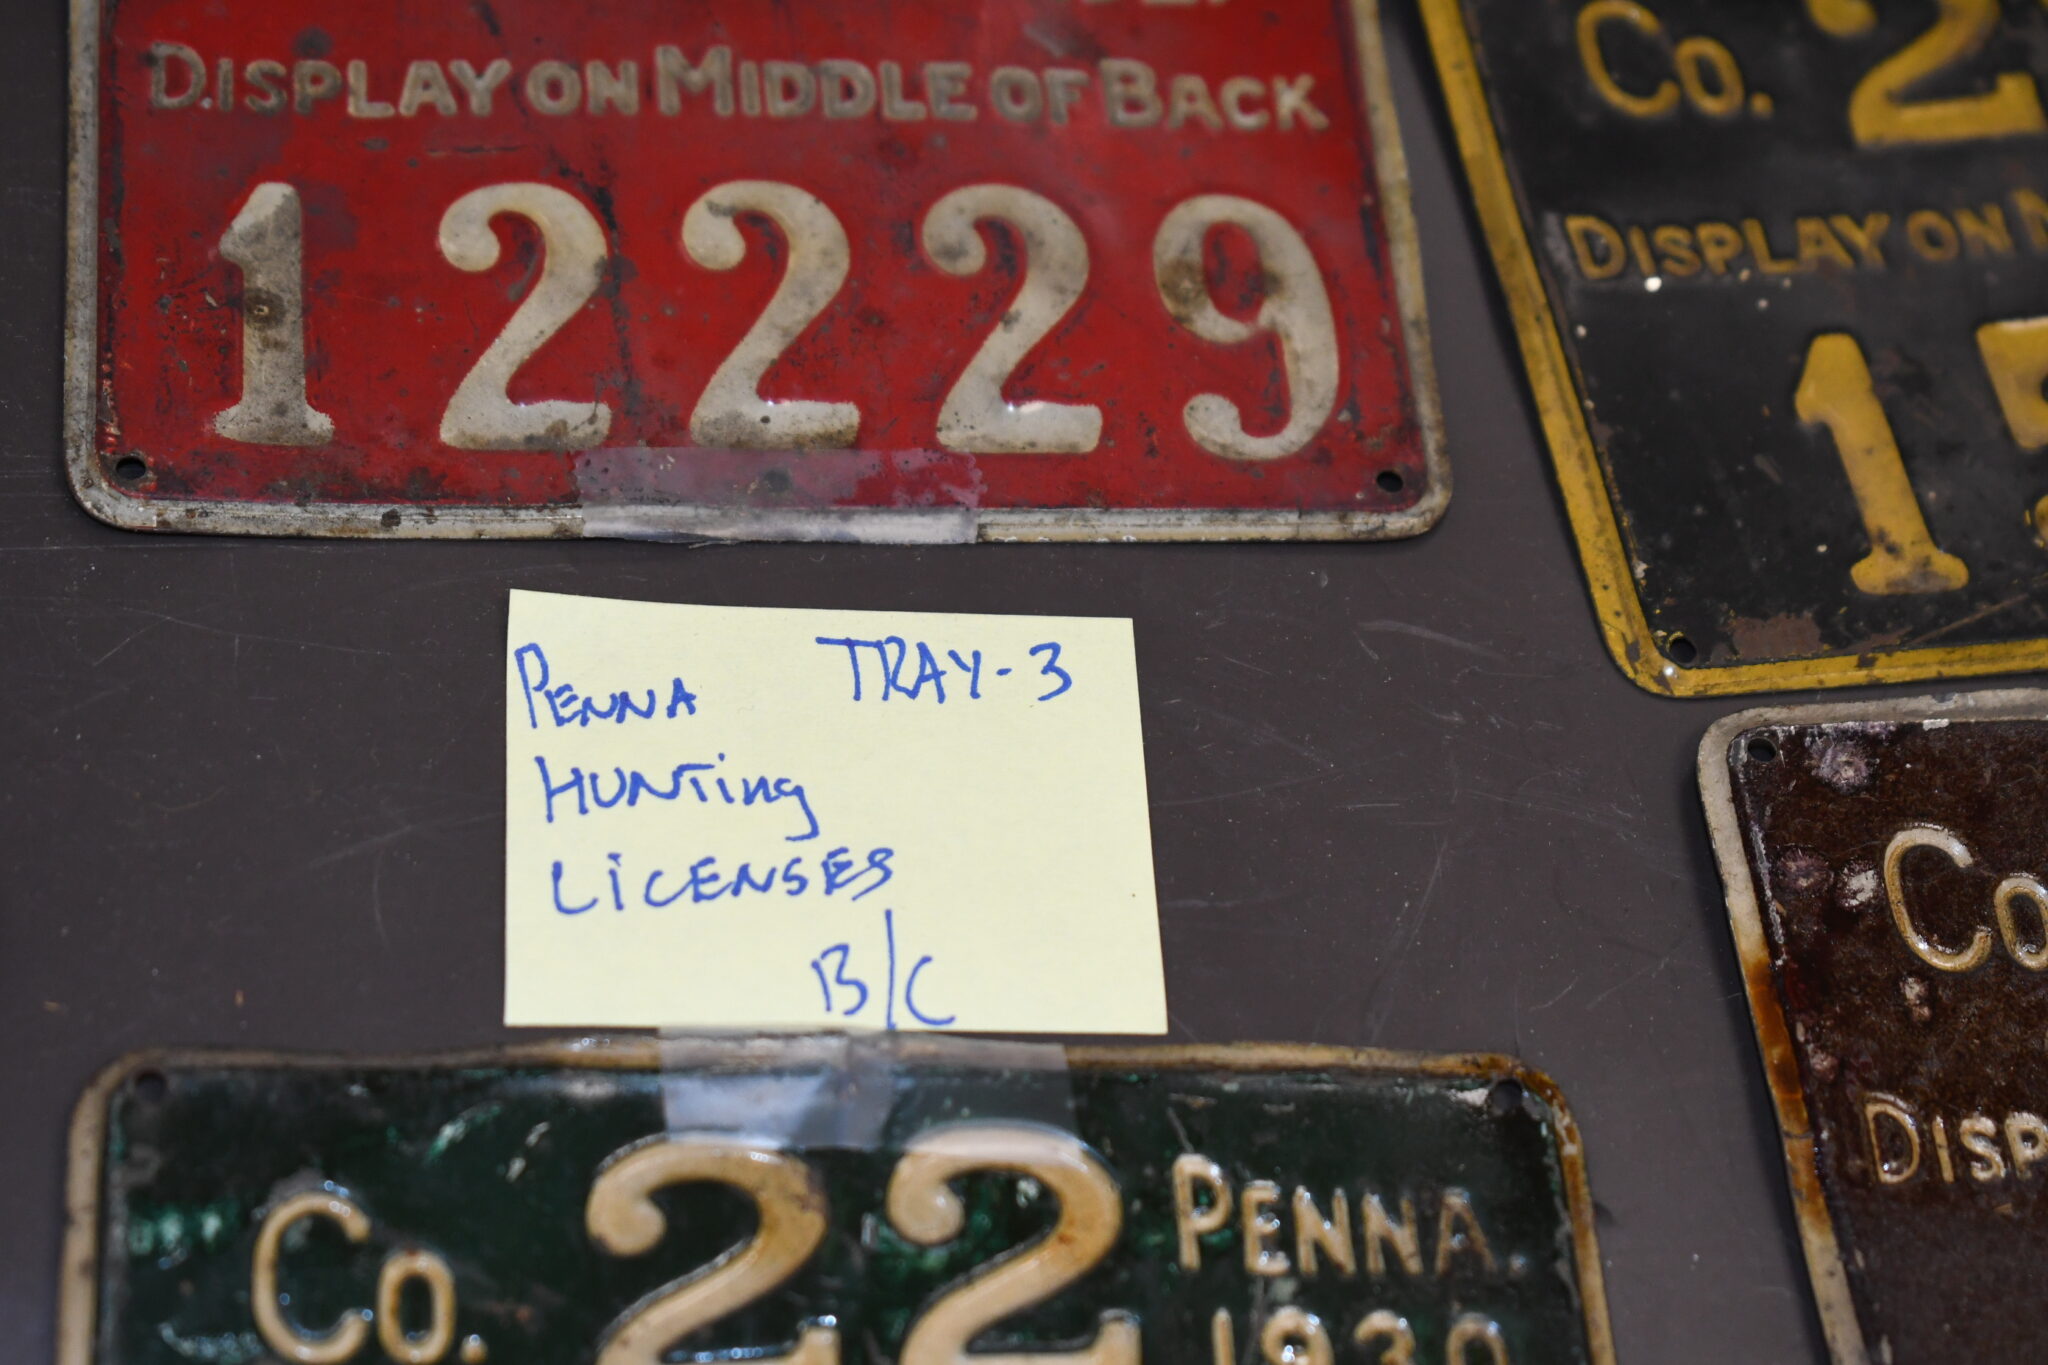 DISPLAY ON MIDDLE OF BACK
12229
Co. 2
DISPLAY ON
1
PENNA TRAY-3
HUNTing
LiCENSES
B/C
Co
DISP
Co. 22 PENNA.
1930